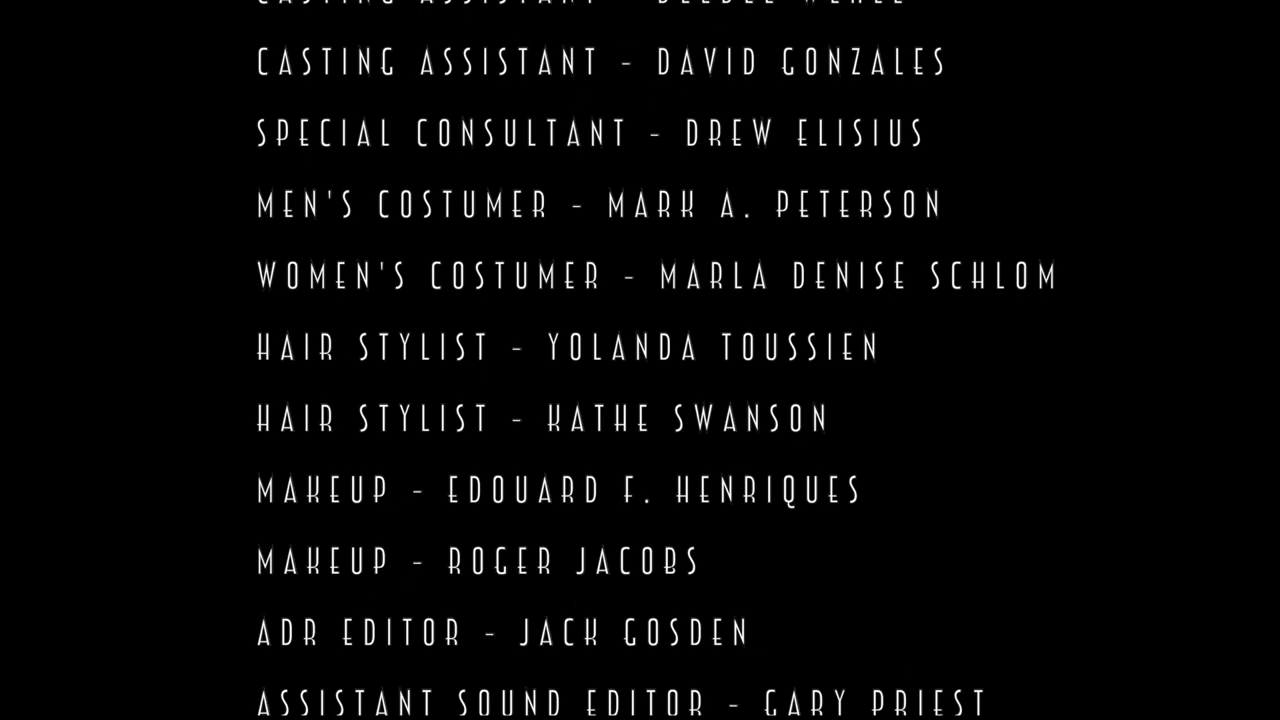 CASTING ASSISTANT -
CASTING ASSISTANT - DAVID GONZALES
SPECIAL CONSULTANT - DREW ELISIUS
MEN'S COSTUMER - MARK A. PETERSON
WOMEN'S COSTUMER - MARLA DENISE SCHLOM
HAIR STYLIST - YOLANDA TOUSSIEN
HAIR STYLIST - KATHE SWANSON
MAKEUP - EDOUARD F. HENRIQUES
MAKEUP - ROGER JACOBS
ADR EDITOR - JACK GOSDEN
ASSISTANT SOUND EDITOR - GARY PRIEST